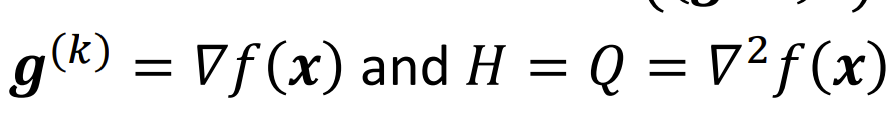 g^(k) = ∇f(x) and H = Q = ∇²f(x)